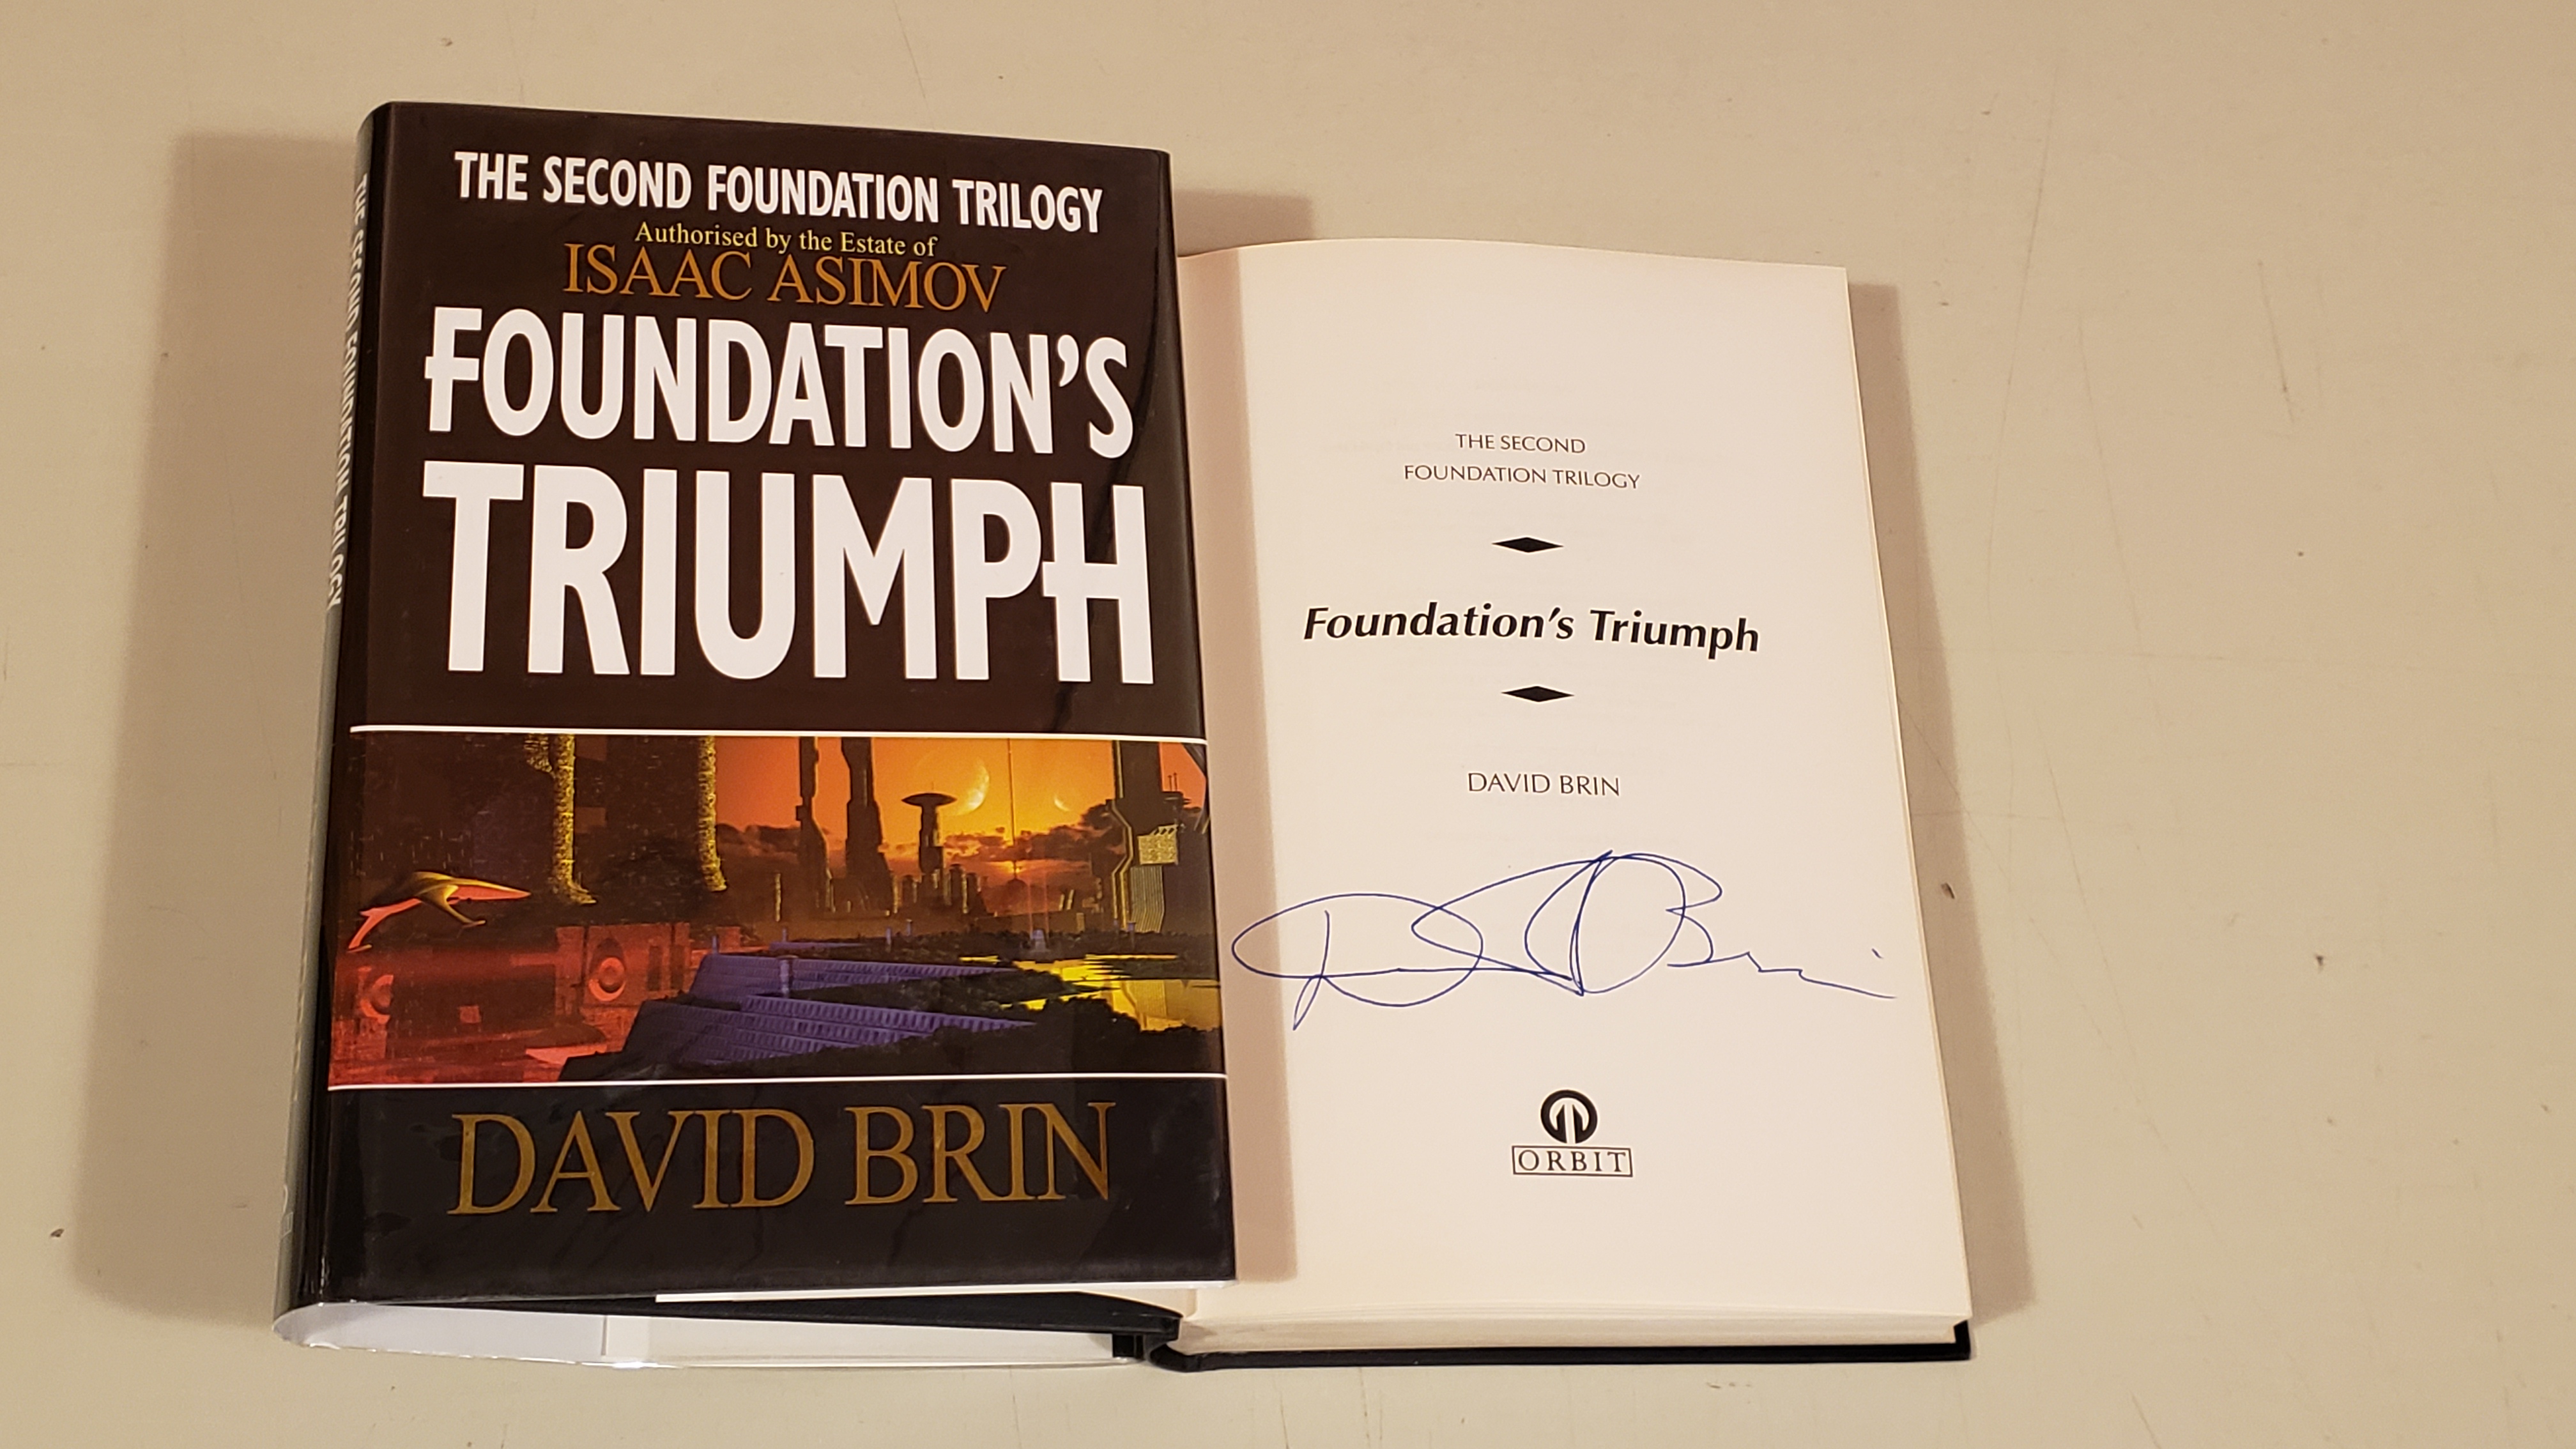 THE SECOND FOUNDATION TRILOGY
THE SECOND FOUNDATION TRILOGY
Authorised by the Estate of
ISAAC ASIMOV
FOUNDATION'S
TRIUMPH
DAVID BRIN
THE SECOND
FOUNDATION TRILOGY
Foundation's Triumph
DAVID BRIN
D Brin
ORBIT